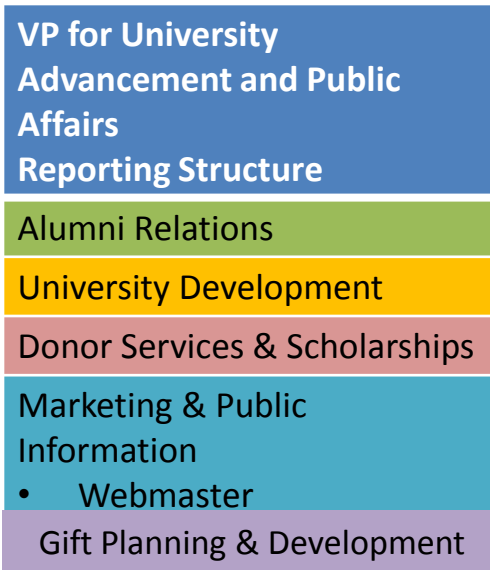 VP for University
Advancement and Public
Affairs
Reporting Structure
Alumni Relations
University Development
Donor Services & Scholarships
Marketing & Public
Information
• Webmaster
Gift Planning & Development